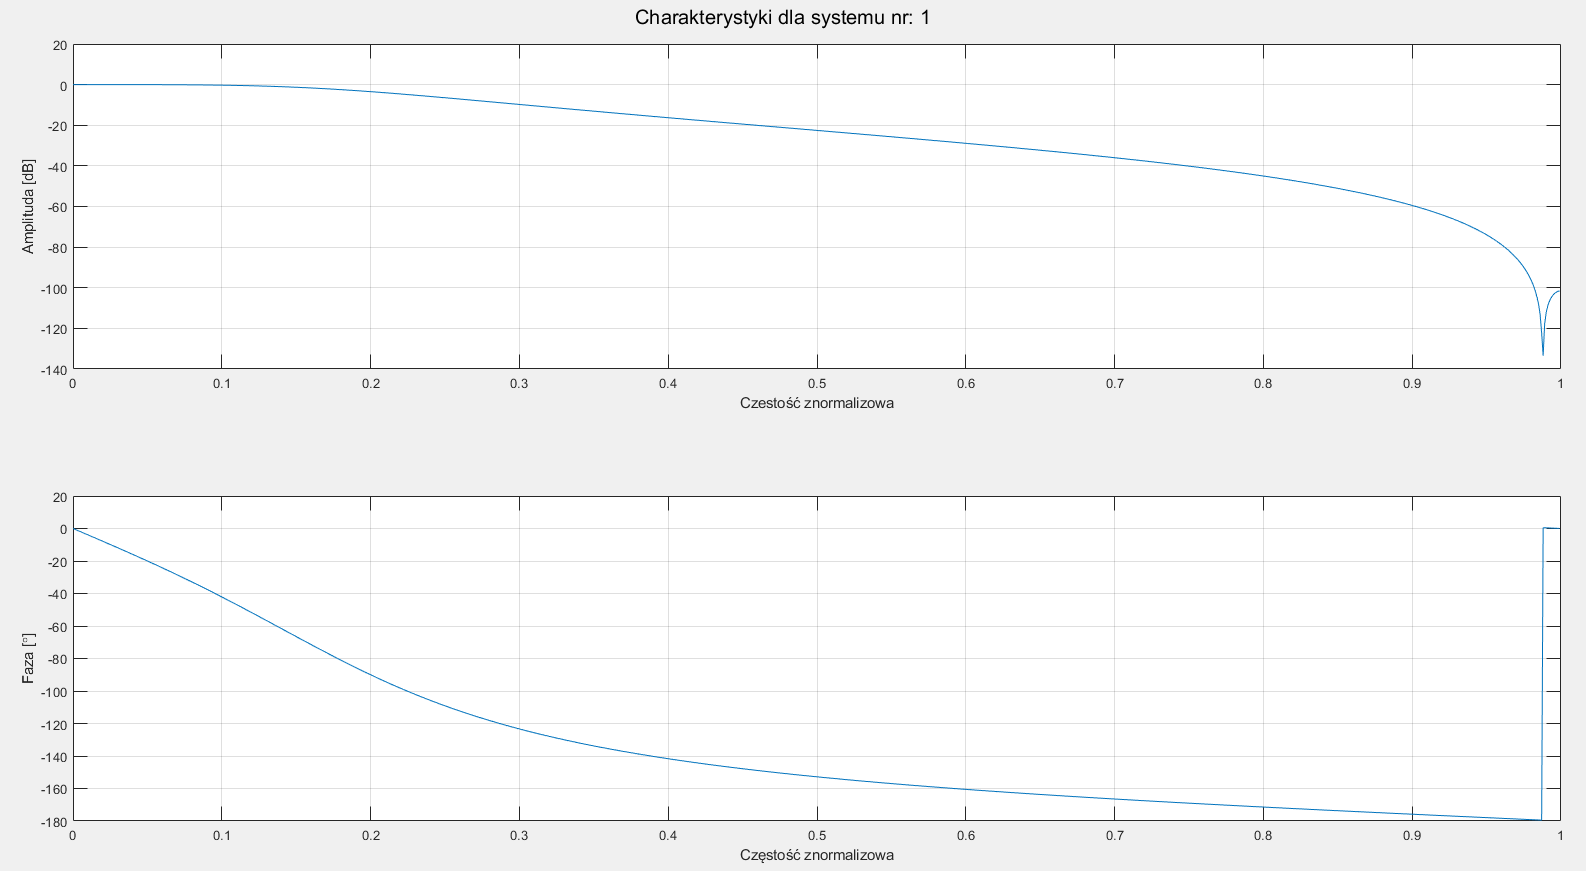 Charakterystyki dla systemu nr: 1
20
0
-20
-40
-60
-80
-100
-120
-140
Amplituda [dB]
0 0.1 0.2 0.3 0.4 0.5 0.6 0.7 0.8 0.9 1
Czestość znormalizowa
20
0
-20
-40
-60
-80
-100
-120
-140
-160
-180
Faza [°]
0 0.1 0.2 0.3 0.4 0.5 0.6 0.7 0.8 0.9 1
Częstość znormalizowa